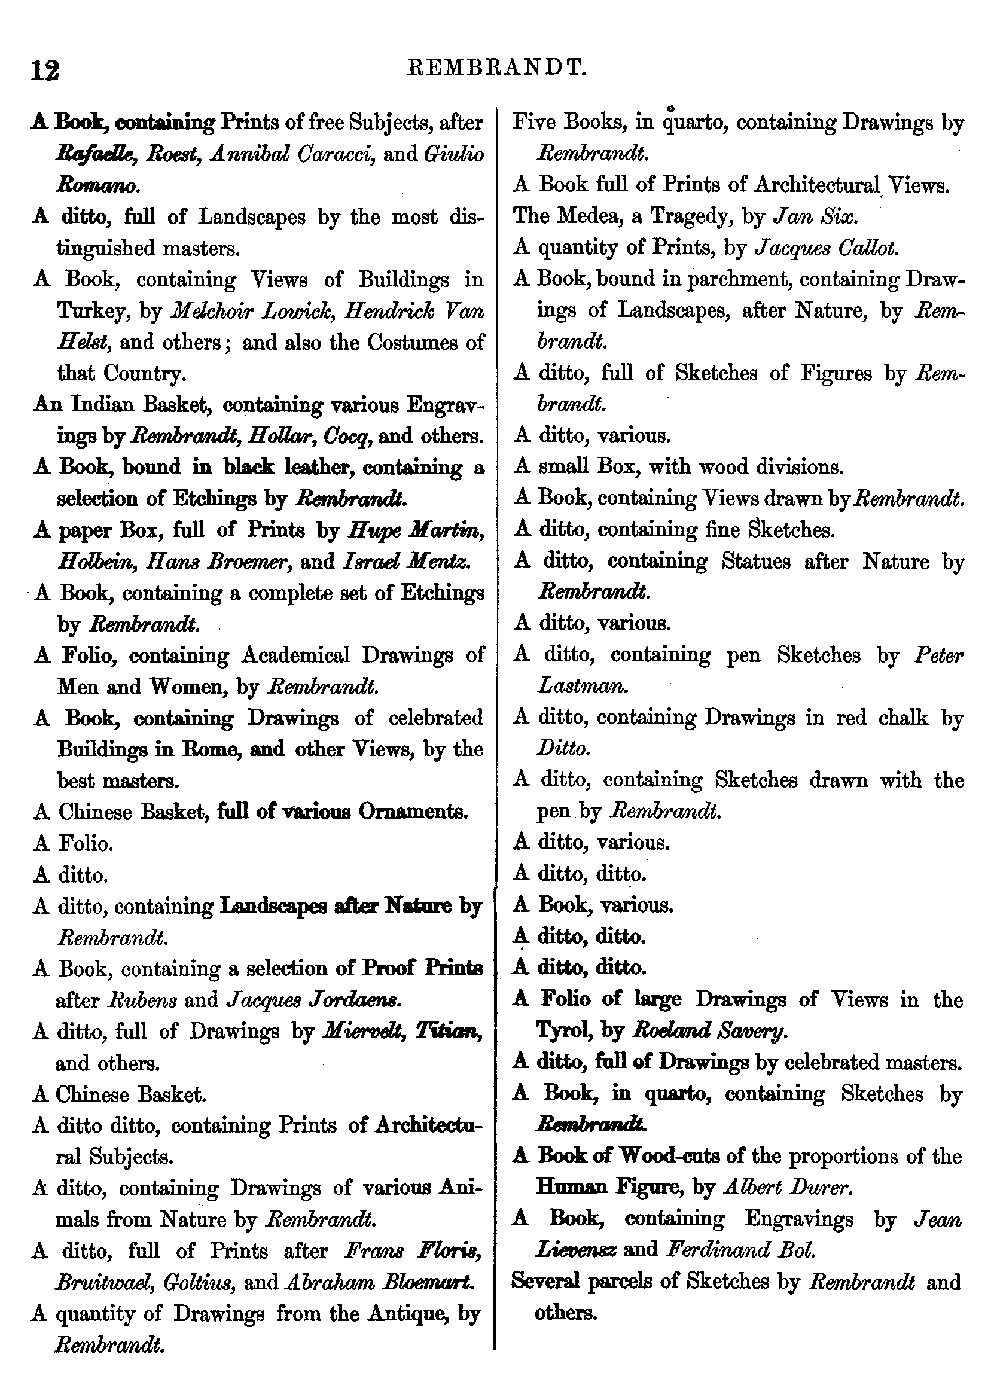 12
REMBRANDT.
A Book, containing Prints of free Subjects, after
Rafaelle, Roest, Annibal Caracci, and Giulio
Romano.
A ditto, full of Landscapes by the most dis-
tinguished masters.
A Book, containing Views of Buildings in
Turkey, by Melchoir Lowick, Hendrick Van
Helst, and others; and also the Costumes of
that Country.
An Indian Basket, containing various Engrav-
ings by Rembrandt, Hollar, Cocq, and others.
A Book, bound in black leather, containing a
selection of Etchings by Rembrandt.
A paper Box, full of Prints by Hupe Martin,
Holbein, Hans Broemer, and Israel Mentz.
A Book, containing a complete set of Etchings
by Rembrandt.
A Folio, containing Academical Drawings of
Men and Women, by Rembrandt.
A Book, containing Drawings of celebrated
Buildings in Rome, and other Views, by the
best masters.
A Chinese Basket, full of various Ornaments.
A Folio.
A ditto.
A ditto, containing Landscapes after Nature by
Rembrandt.
A Book, containing a selection of Proof Prints
after Rubens and Jacques Jordaens.
A ditto, full of Drawings by Miervelt, Titian,
and others.
A Chinese Basket.
A ditto ditto, containing Prints of Architectu-
ral Subjects.
A ditto, containing Drawings of various Ani-
mals from Nature by Rembrandt.
A ditto, full of Prints after Frans Floris,
Bruitwael, Goltius, and Abraham Bloemart.
A quantity of Drawings from the Antique, by
Rembrandt.
Five Books, in quarto, containing Drawings by
Rembrandt.
A Book full of Prints of Architectural Views.
The Medea, a Tragedy, by Jan Six.
A quantity of Prints, by Jacques Callot.
A Book, bound in parchment, containing Draw-
ings of Landscapes, after Nature, by Rem-
brandt.
A ditto, full of Sketches of Figures by Rem-
brandt.
A ditto, various.
A small Box, with wood divisions.
A Book, containing Views drawn by Rembrandt.
A ditto, containing fine Sketches.
A ditto, containing Statues after Nature by
Rembrandt.
A ditto, various.
A ditto, containing pen Sketches by Peter
Lastman.
A ditto, containing Drawings in red chalk by
Ditto.
A ditto, containing Sketches drawn with the
pen by Rembrandt.
A ditto, various.
A ditto, ditto.
A Book, various.
A ditto, ditto.
A ditto, ditto.
A Folio of large Drawings of Views in the
Tyrol, by Roeland Savery.
A ditto, full of Drawings by celebrated masters.
A Book, in quarto, containing Sketches by
Rembrandt.
A Book of Wood-cuts of the proportions of the
Human Figure, by Albert Durer.
A Book, containing Engravings by Jean
Lievensz and Ferdinand Bol.
Several parcels of Sketches by Rembrandt and
others.